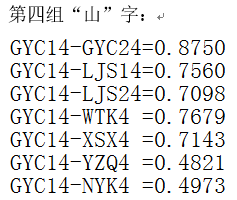 第四组“山”字：
GYC14-GYC24=0.8750
GYC14-LJS14=0.7560
GYC14-LJS24=0.7098
GYC14-WTK4 =0.7679
GYC14-XSX4 =0.7143
GYC14-YZQ4 =0.4821
GYC14-NYK4 =0.4973